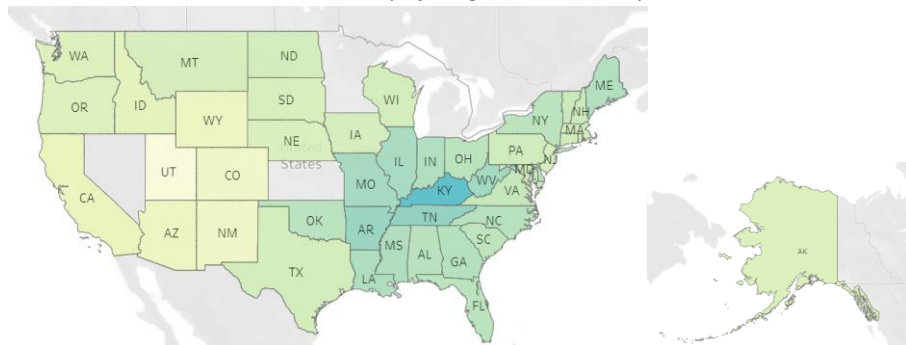 WA
MT
ND
ME
OR
ID
SD
WI
NY
NH
WY
MA
IA
PA
NE
United
States
NJ
IL
IN
OH
MD
UT
CO
WV
VA
CA
MO
KY
TN
NC
AZ
NM
OK
AR
SC
MS
AL
GA
TX
LA
FL
AK